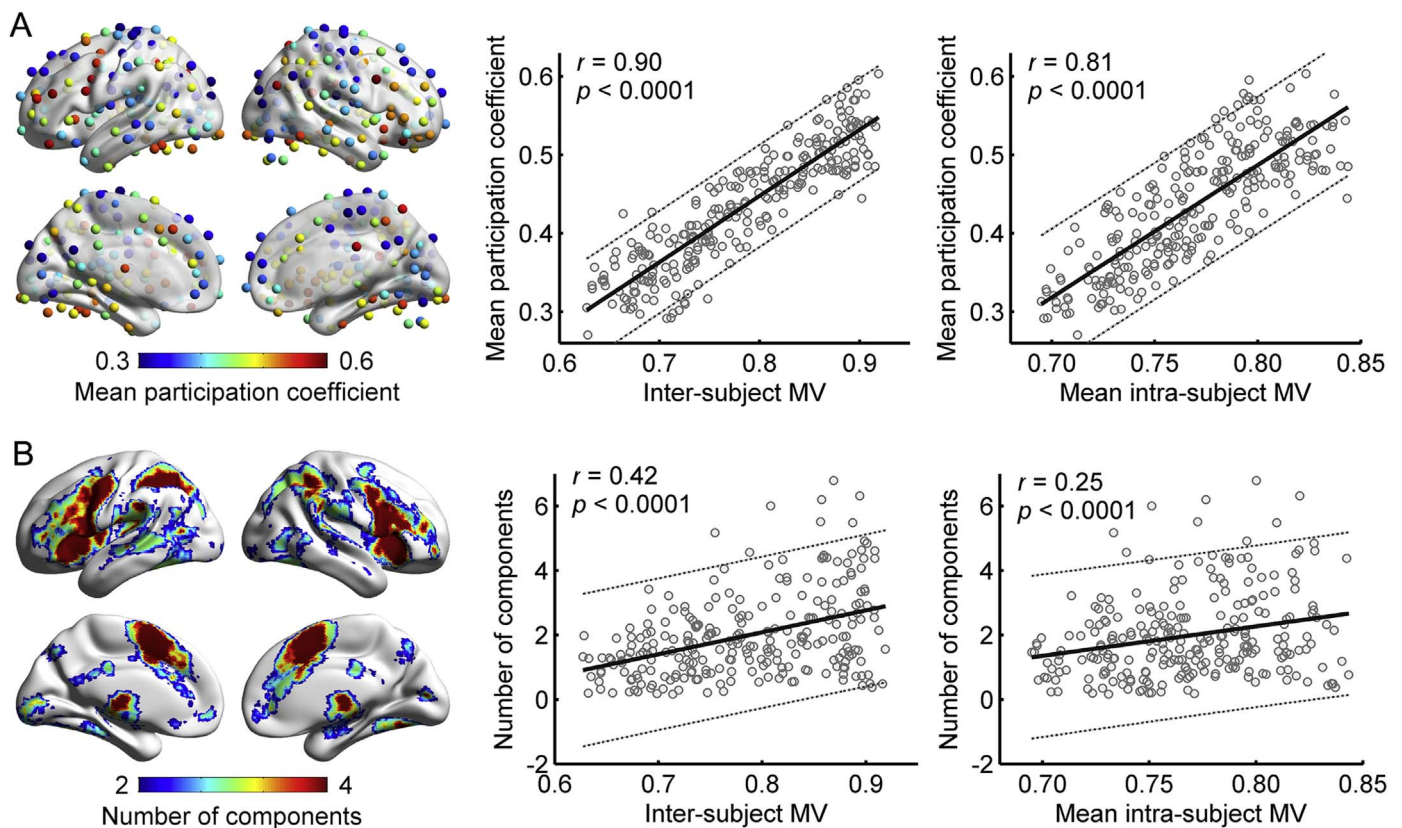 A
0.3 0.6
Mean participation coefficient
Mean participation coefficient
0.6
0.5
0.4
0.3
r = 0.90
p < 0.0001
0.6 0.7 0.8 0.9
Inter-subject MV
Mean participation coefficient
0.6
0.5
0.4
0.3
r = 0.81
p < 0.0001
0.70 0.75 0.80 0.85
Mean intra-subject MV
B
2 4
Number of components
Number of components
6
4
2
0
-2
r = 0.42
p < 0.0001
0.6 0.7 0.8 0.9
Inter-subject MV
Number of components
6
4
2
0
-2
r = 0.25
p < 0.0001
0.70 0.75 0.80 0.85
Mean intra-subject MV